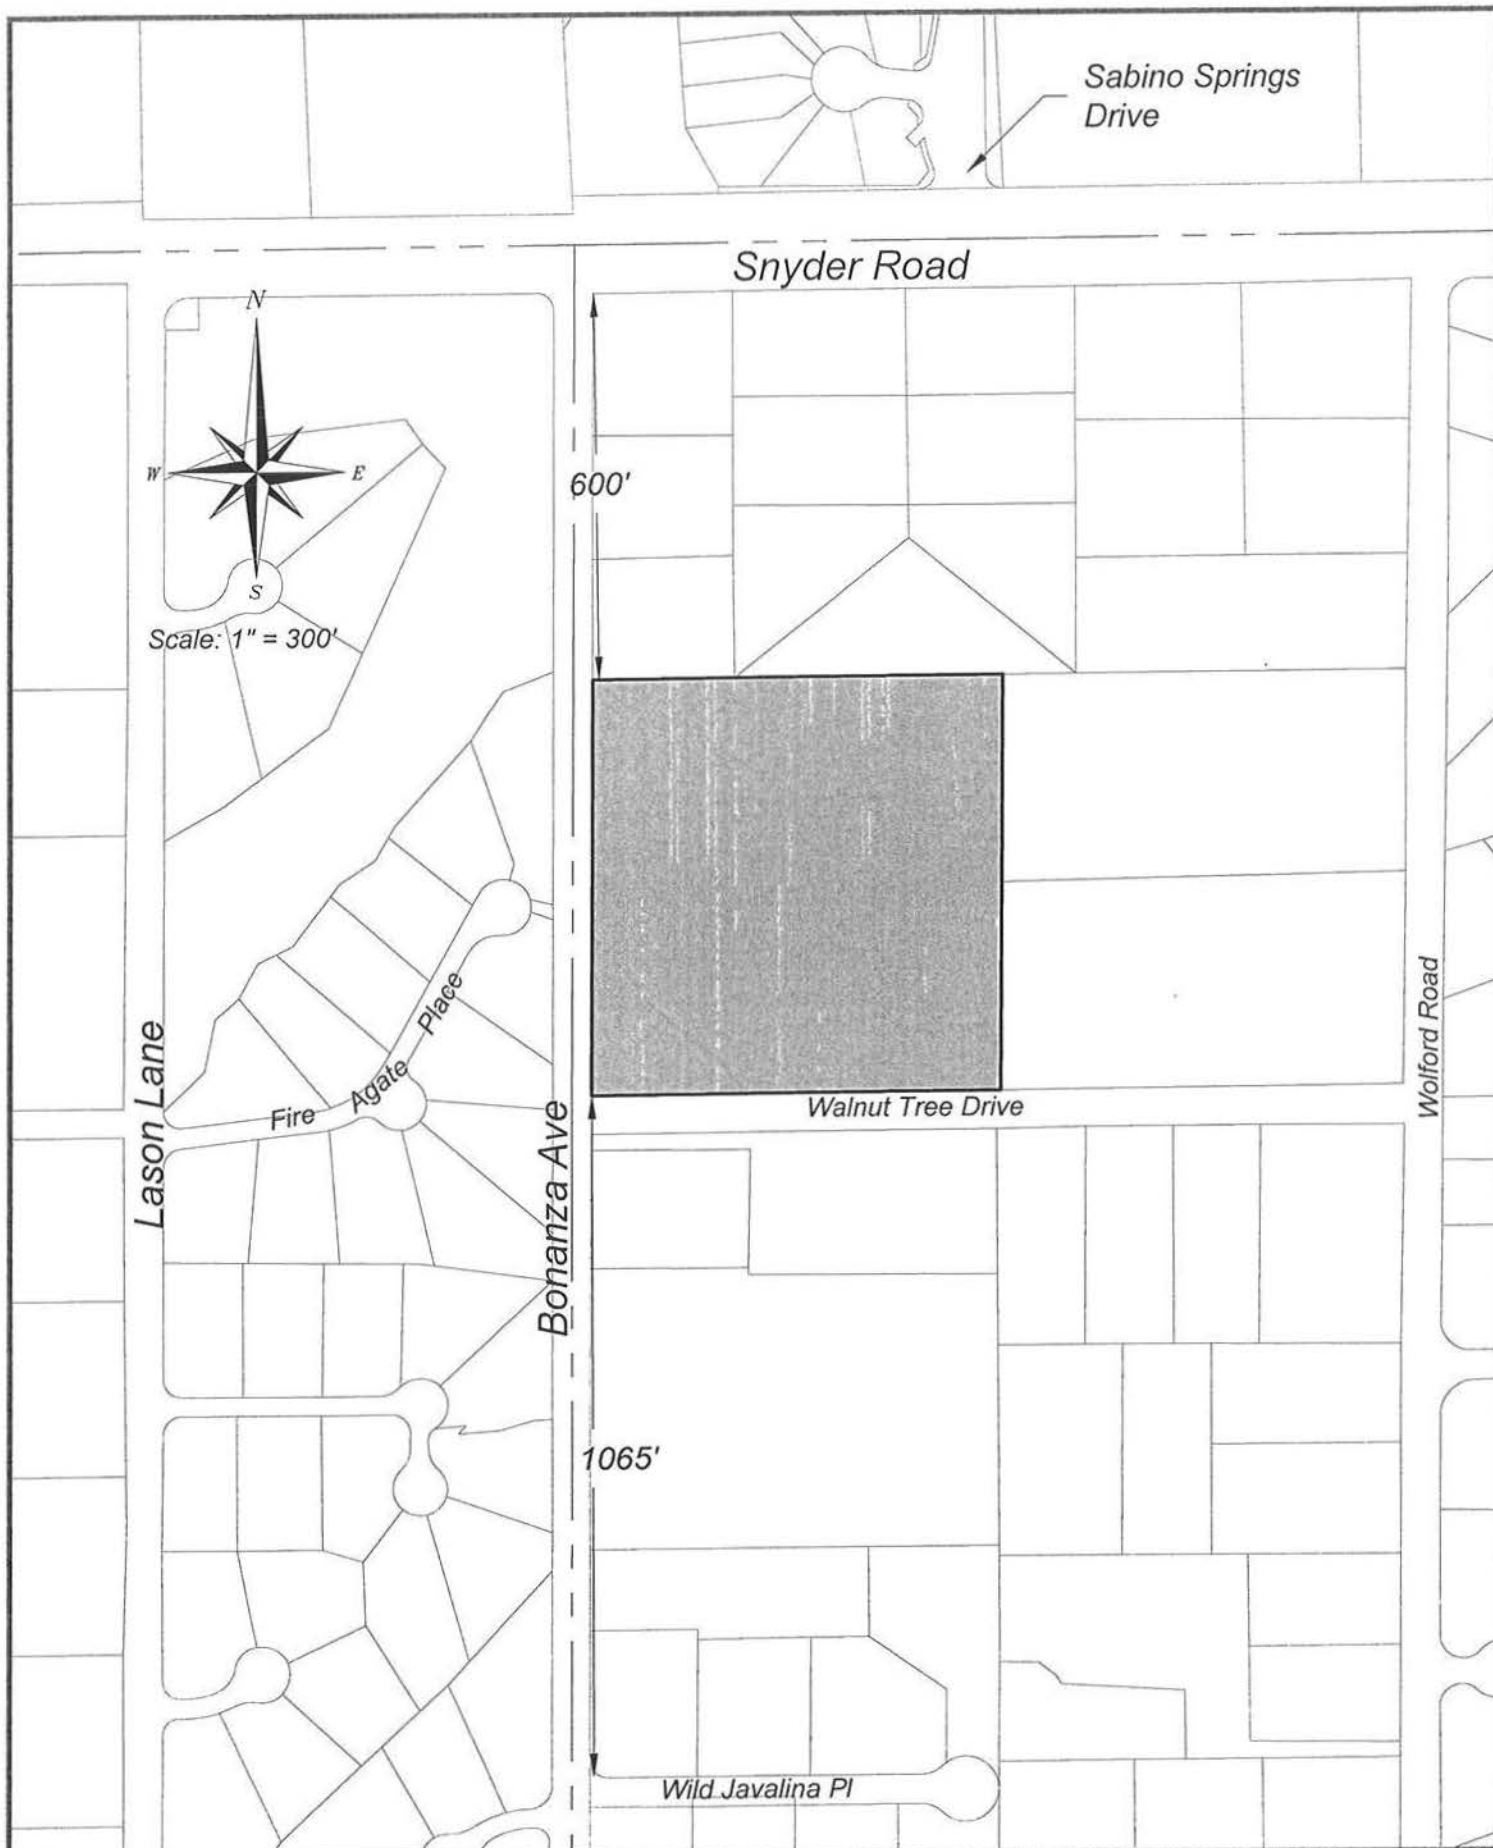 Sabino Springs
Drive
Snyder Road
N
W
E
S
600'
Scale: 1" = 300'
Fire Agate Place
Lason Lane
Bonanza Ave
Walnut Tree Drive
Wolford Road
1065'
Wild Javalina Pl